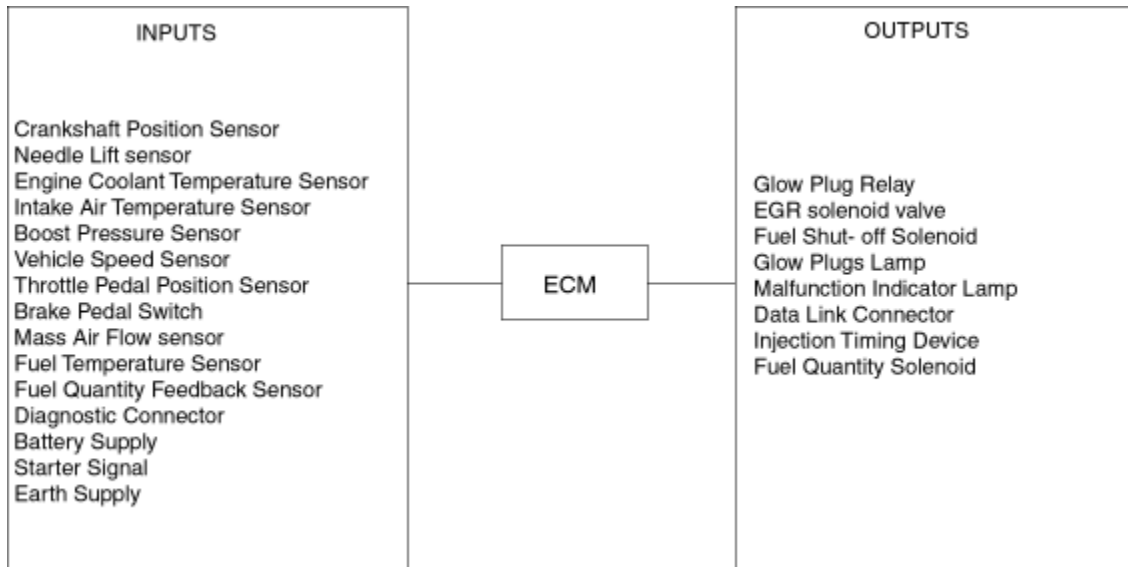 INPUTS
Crankshaft Position Sensor
Needle Lift sensor
Engine Coolant Temperature Sensor
Intake Air Temperature Sensor
Boost Pressure Sensor
Vehicle Speed Sensor
Throttle Pedal Position Sensor
Brake Pedal Switch
Mass Air Flow sensor
Fuel Temperature Sensor
Fuel Quantity Feedback Sensor
Diagnostic Connector
Battery Supply
Starter Signal
Earth Supply
ECM
OUTPUTS
Glow Plug Relay
EGR solenoid valve
Fuel Shut- off Solenoid
Glow Plugs Lamp
Malfunction Indicator Lamp
Data Link Connector
Injection Timing Device
Fuel Quantity Solenoid